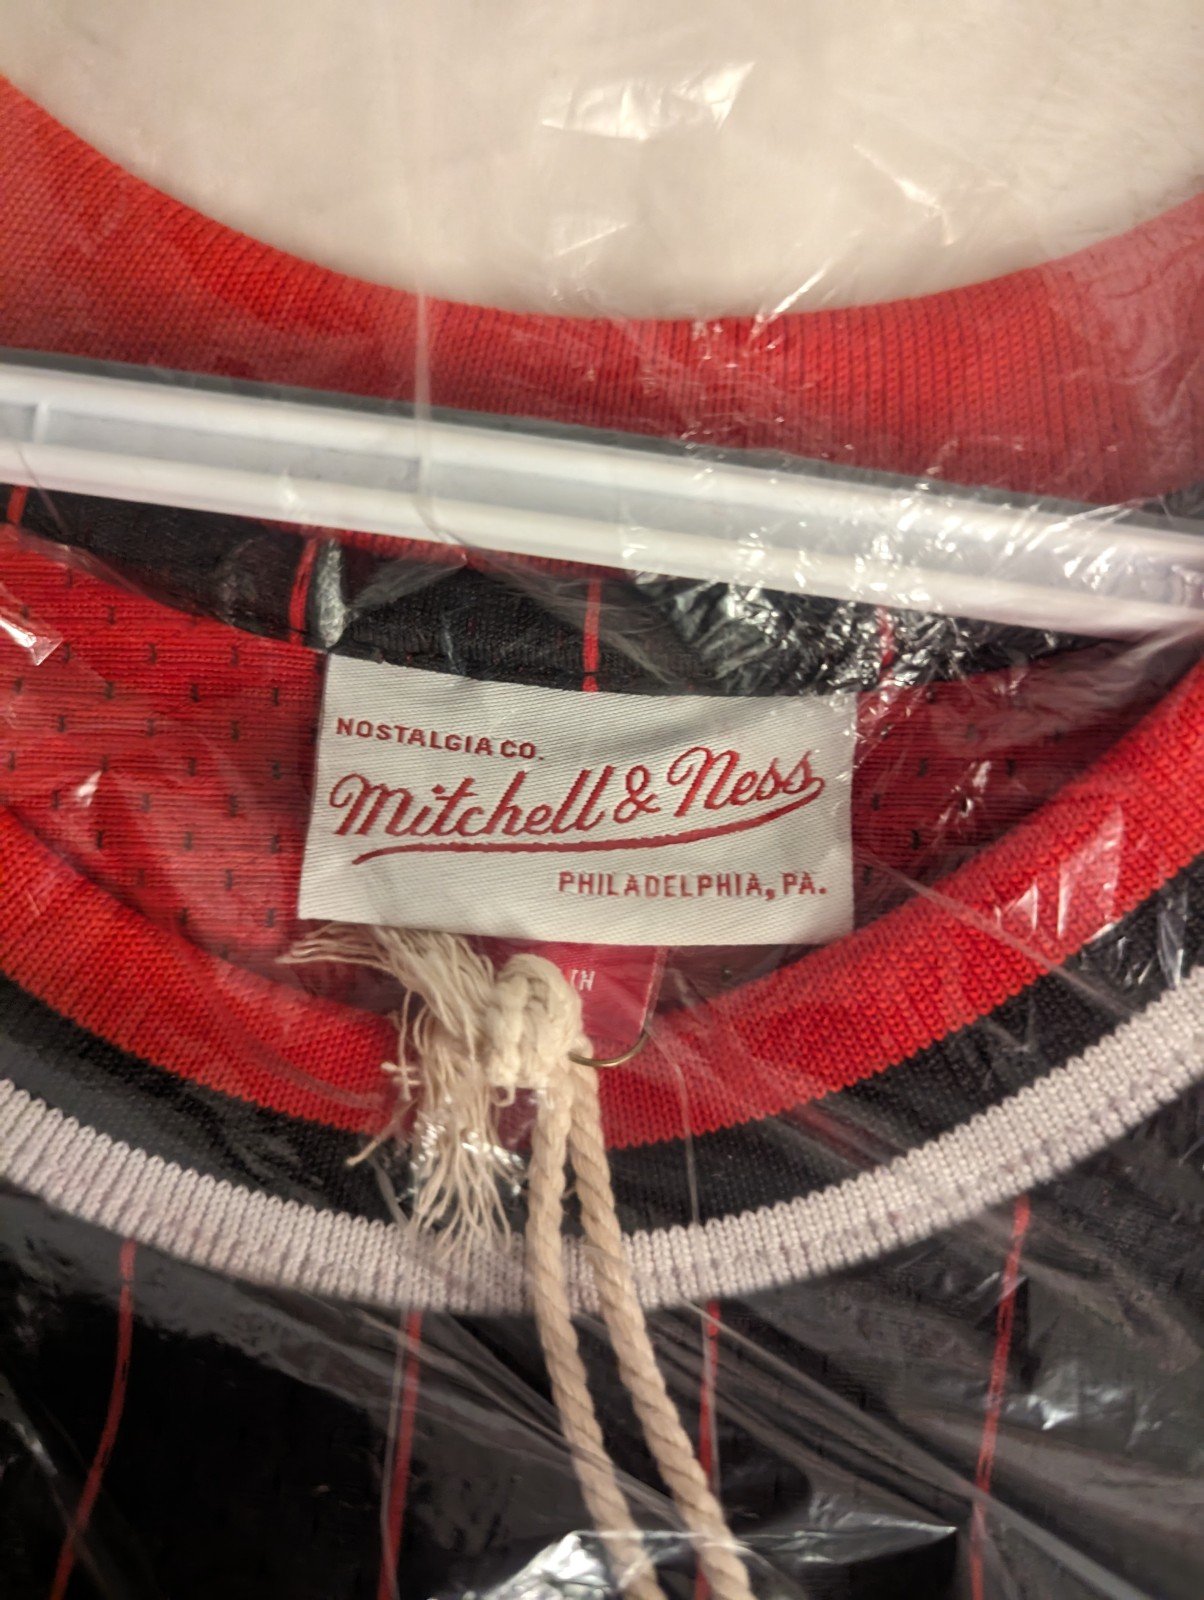 NOSTALGIA CO.
Mitchell & Ness
PHILADELPHIA, PA.